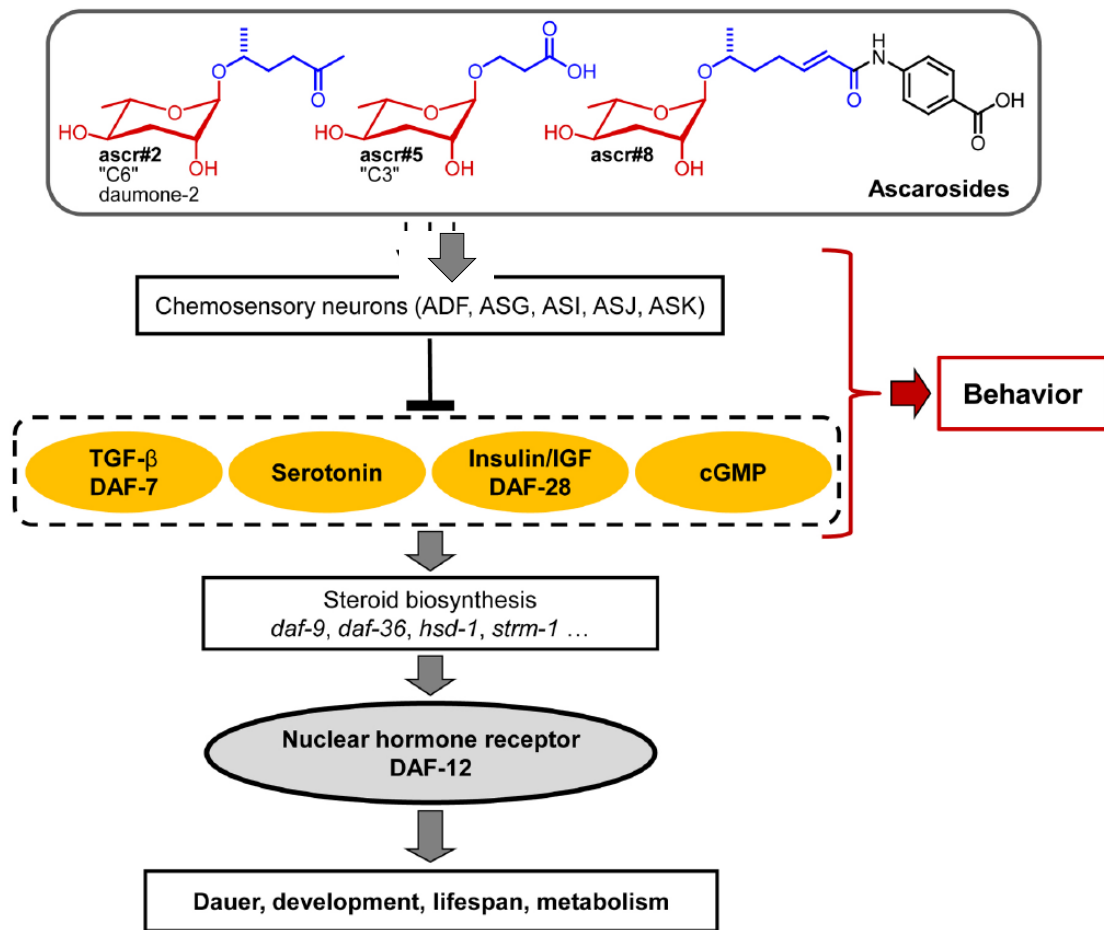 O
O
O
HO
OH
ascr#2
"C6"
daumone-2
O
O
OH
O
HO
OH
ascr#5
"C3"
O
O
H
N
O
O
OH
O
HO
OH
ascr#8
Ascarosides
Chemosensory neurons (ADF, ASG, ASI, ASJ, ASK)
Behavior
TGF-β
DAF-7
Serotonin
Insulin/IGF
DAF-28
cGMP
Steroid biosynthesis
daf-9, daf-36, hsd-1, strm-1 …
Nuclear hormone receptor
DAF-12
Dauer, development, lifespan, metabolism